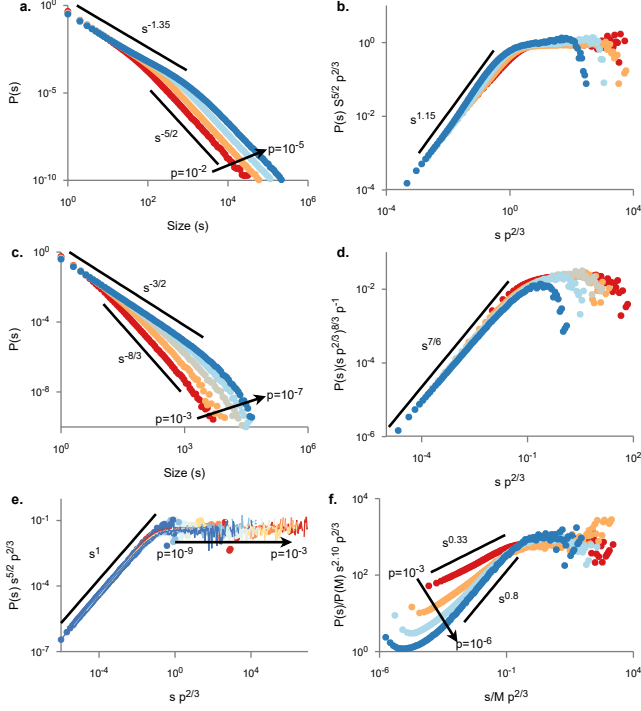 a.
10^0
10^-5
10^-10
P(s)
s^-1.35
s^-5/2
p=10^-2
p=10^-5
10^0 10^2 10^4 10^6
Size (s)
b.
10^2
10^0
10^-2
10^-4
P(s) S^5/2 p^2/3
s^1.15
10^-4 10^0 10^4
s p^2/3
c.
10^0
10^-4
10^-8
P(s)
s^-3/2
s^-8/3
p=10^-3
p=10^-7
10^0 10^3 10^6
Size (s)
d.
10^-2
10^-4
10^-6
P(s)(s p^2/3)^8/3 p^-1
s^7/6
10^-4 10^-1 10^2
s p^2/3
e.
10^-1
10^-4
10^-7
P(s) s^5/2 p^2/3
s^1
p=10^-9
p=10^-3
10^-4 10^0 10^4
s p^2/3
f.
10^4
10^2
10^0
P(s)/P(M) s^2.10 p^2/3
s^0.33
p=10^-3
s^0.8
p=10^-6
10^-6 10^-1 10^4
s/M p^2/3